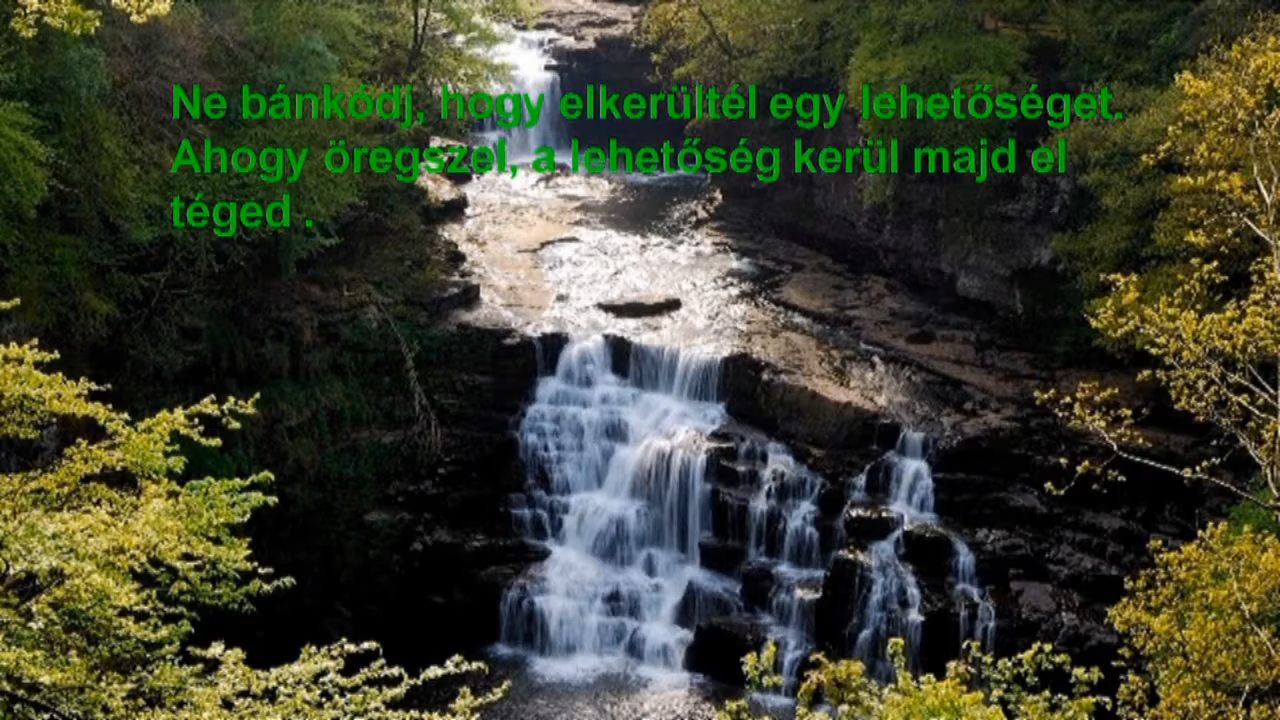 Ne bánkódj, hogy elkerültél egy lehetőséget.
Ahogy öregszel, a lehetőség kerül majd el
téged .